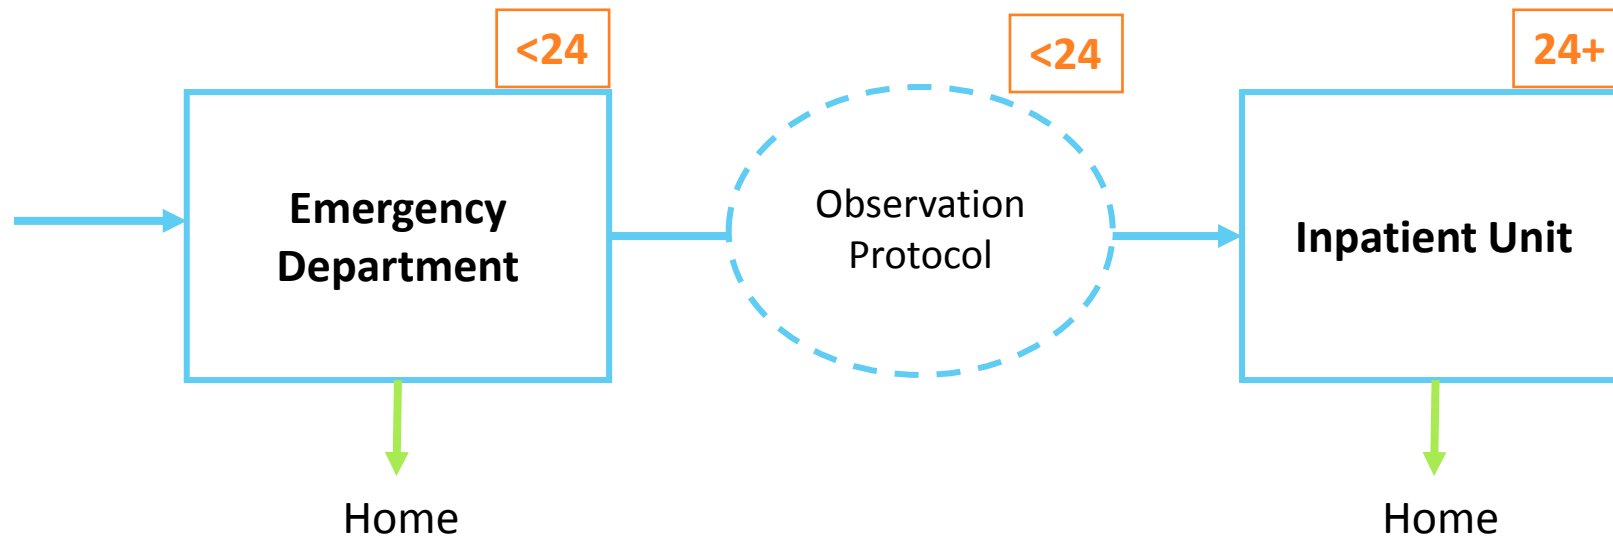 <24
<24
24+
Emergency
Department
Observation
Protocol
Inpatient Unit
Home
Home